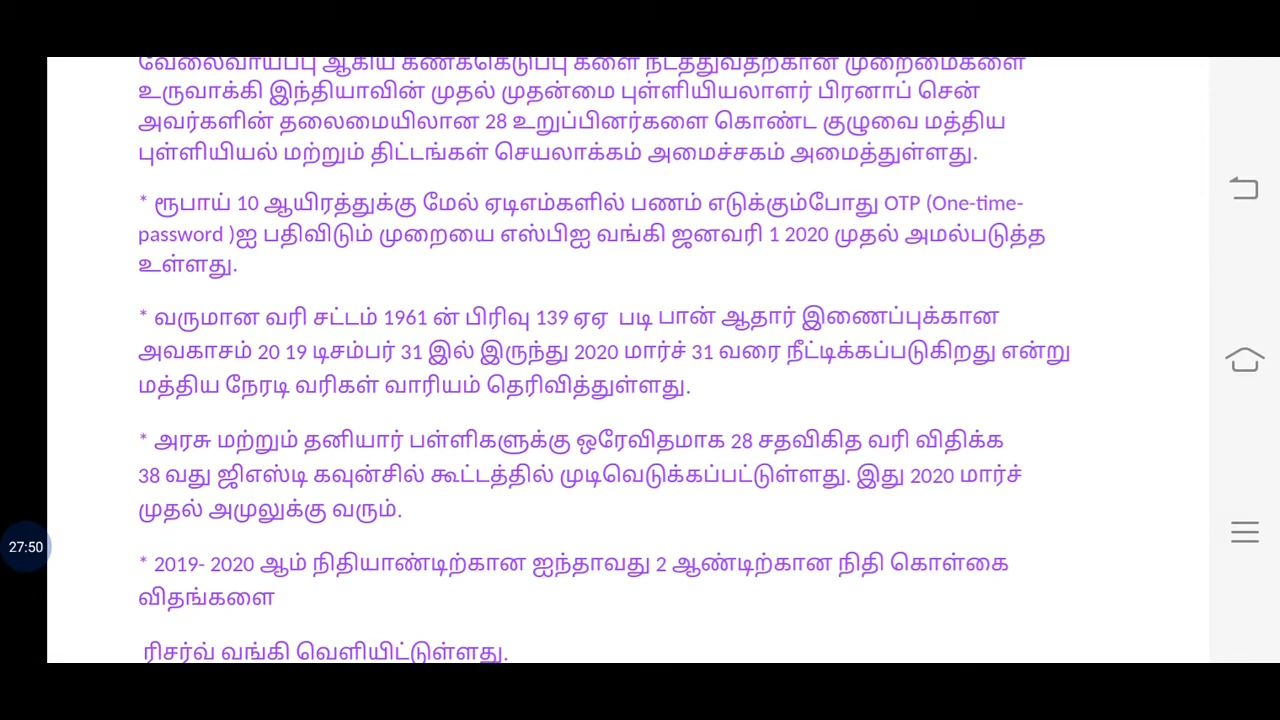 வேலைவாய்ப்பு ஆகிய கணக்கெடுப்பு களை நடத்துவதற்கான முறைமைகளை
உருவாக்கி இந்தியாவின் முதல் முதன்மை புள்ளியியலாளர் பிரனாப் சென்
அவர்களின் தலைமையிலான 28 உறுப்பினர்களை கொண்ட குழுவை மத்திய
புள்ளியியல் மற்றும் திட்டங்கள் செயலாக்கம் அமைச்சகம் அமைத்துள்ளது.
* ரூபாய் 10 ஆயிரத்துக்கு மேல் ஏடிஎம்களில் பணம் எடுக்கும்போது OTP (One-time-
password )ஐ பதிவிடும் முறையை எஸ்பிஐ வங்கி ஜனவரி 1 2020 முதல் அமல்படுத்த
உள்ளது.
* வருமான வரி சட்டம் 1961 ன் பிரிவு 139 ஏஏ படி பான் ஆதார் இணைப்புக்கான
அவகாசம் 20 19 டிசம்பர் 31 இல் இருந்து 2020 மார்ச் 31 வரை நீட்டிக்கப்படுகிறது என்று
மத்திய நேரடி வரிகள் வாரியம் தெரிவித்துள்ளது.
* அரசு மற்றும் தனியார் பள்ளிகளுக்கு ஒரேவிதமாக 28 சதவிகித வரி விதிக்க
38 வது ஜிஎஸ்டி கவுன்சில் கூட்டத்தில் முடிவெடுக்கப்பட்டுள்ளது. இது 2020 மார்ச்
முதல் அமுலுக்கு வரும்.
27:50
* 2019- 2020 ஆம் நிதியாண்டிற்கான ஐந்தாவது 2 ஆண்டிற்கான நிதி கொள்கை
விதங்களை
ரிசர்வ் வங்கி வெளியிட்டுள்ளது.